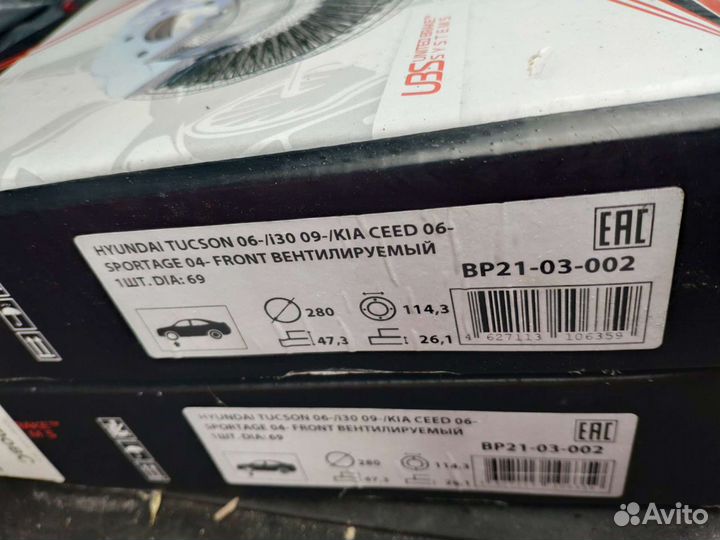 UBS UNITED BRAKE™
SYSTEMS
HYUNDAI TUCSON 06-/i30 09-/KIA CEED 06-
SPORTAGE 04- FRONT ВЕНТИЛИРУЕМЫЙ
1ШТ. DIA: 69
280
114,3
47,3
26,1
EAC
BP21-03-002
4 627113 106359
HYUNDAI TUCSON 06-/i30 09-/KIA CEED 06-
SPORTAGE 04- FRONT ВЕНТИЛИРУЕМЫЙ
1ШТ. DIA: 69
280
114,3
47,3
26,1
EAC
BP21-03-002
Avito